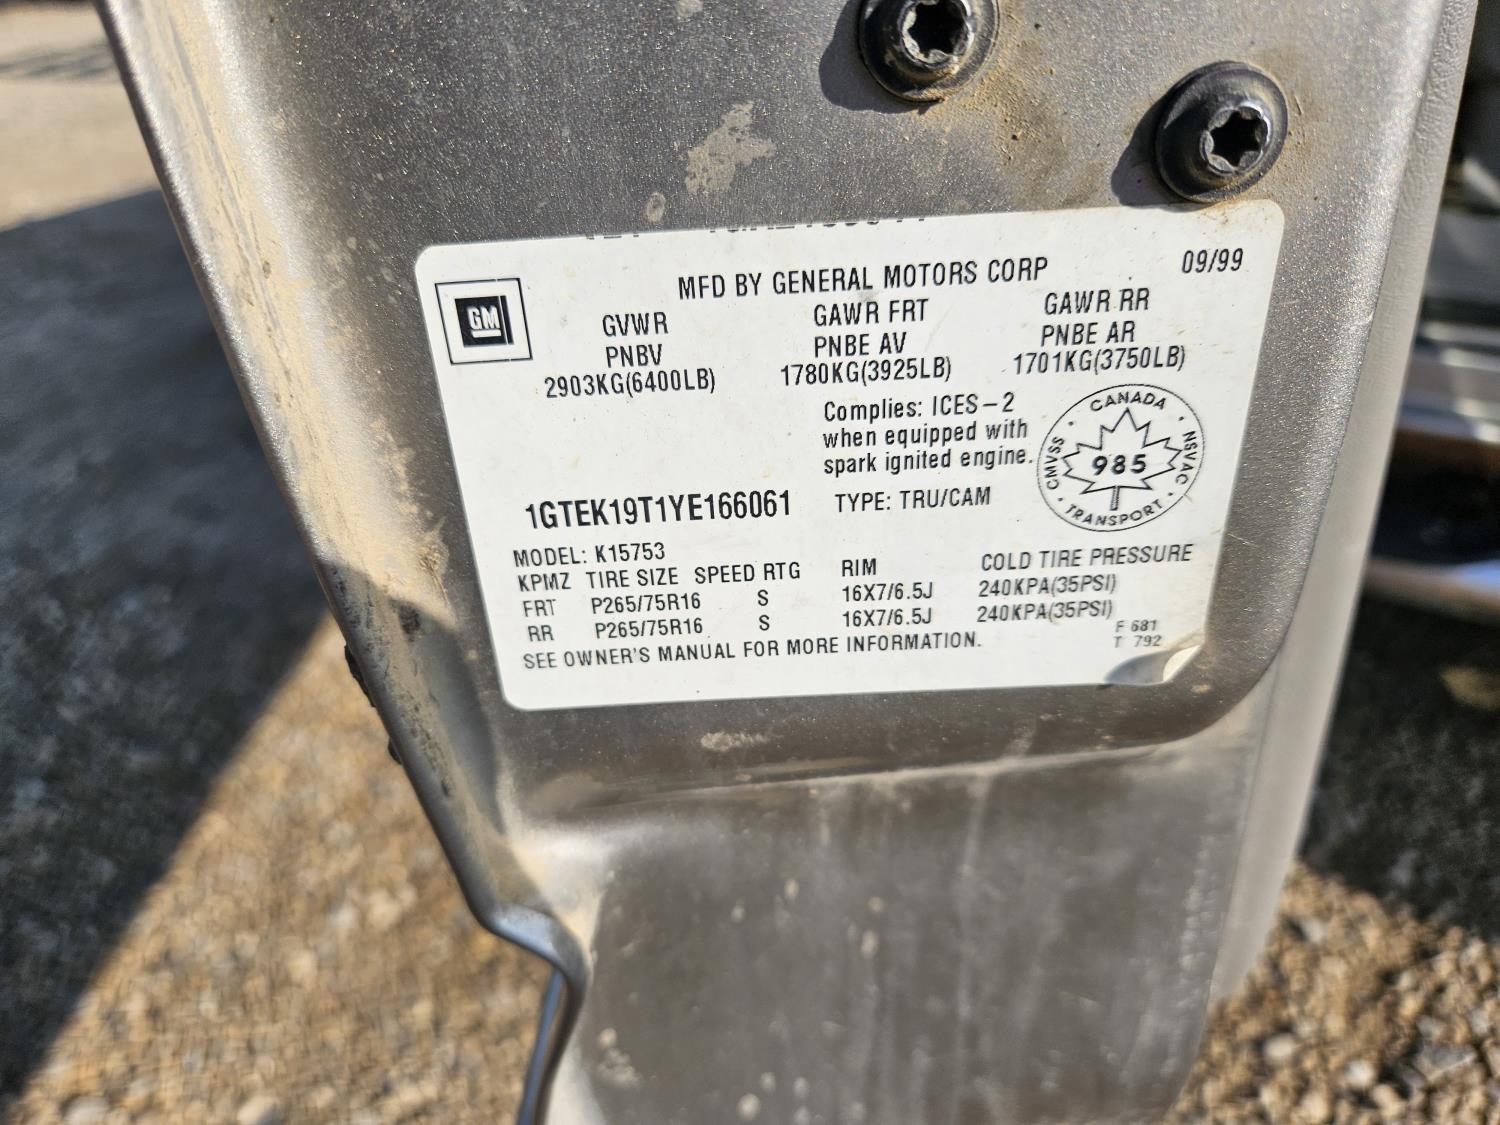 MFD BY GENERAL MOTORS CORP 09/99
GM
GVWR GAWR FRT GAWR RR
PNBV PNBE AV PNBE AR
2903KG(6400LB) 1780KG(3925LB) 1701KG(3750LB)
Complies: ICES-2
when equipped with
spark ignited engine.
CANADA
CMVSS 985 NSVAC
TRANSPORT
1GTEK19T1YE166061 TYPE: TRU/CAM
MODEL: K15753
KPMZ TIRE SIZE SPEED RTG RIM COLD TIRE PRESSURE
FRT P265/75R16 S 16X7/6.5J 240KPA(35PSI)
RR P265/75R16 S 16X7/6.5J 240KPA(35PSI)
SEE OWNER'S MANUAL FOR MORE INFORMATION.
F 681
T 792